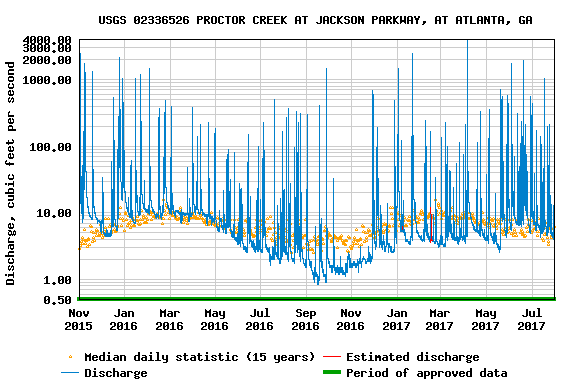 USGS 02336526 PROCTOR CREEK AT JACKSON PARKWAY, AT ATLANTA, GA
Discharge, cubic feet per second
4000.00
3000.00
2000.00
1000.00
100.00
10.00
1.00
0.50
Nov Jan Mar May Jul Sep Nov Jan Mar May Jul
2015 2016 2016 2016 2016 2016 2016 2017 2017 2017 2017
Median daily statistic (15 years) Estimated discharge
Discharge Period of approved data